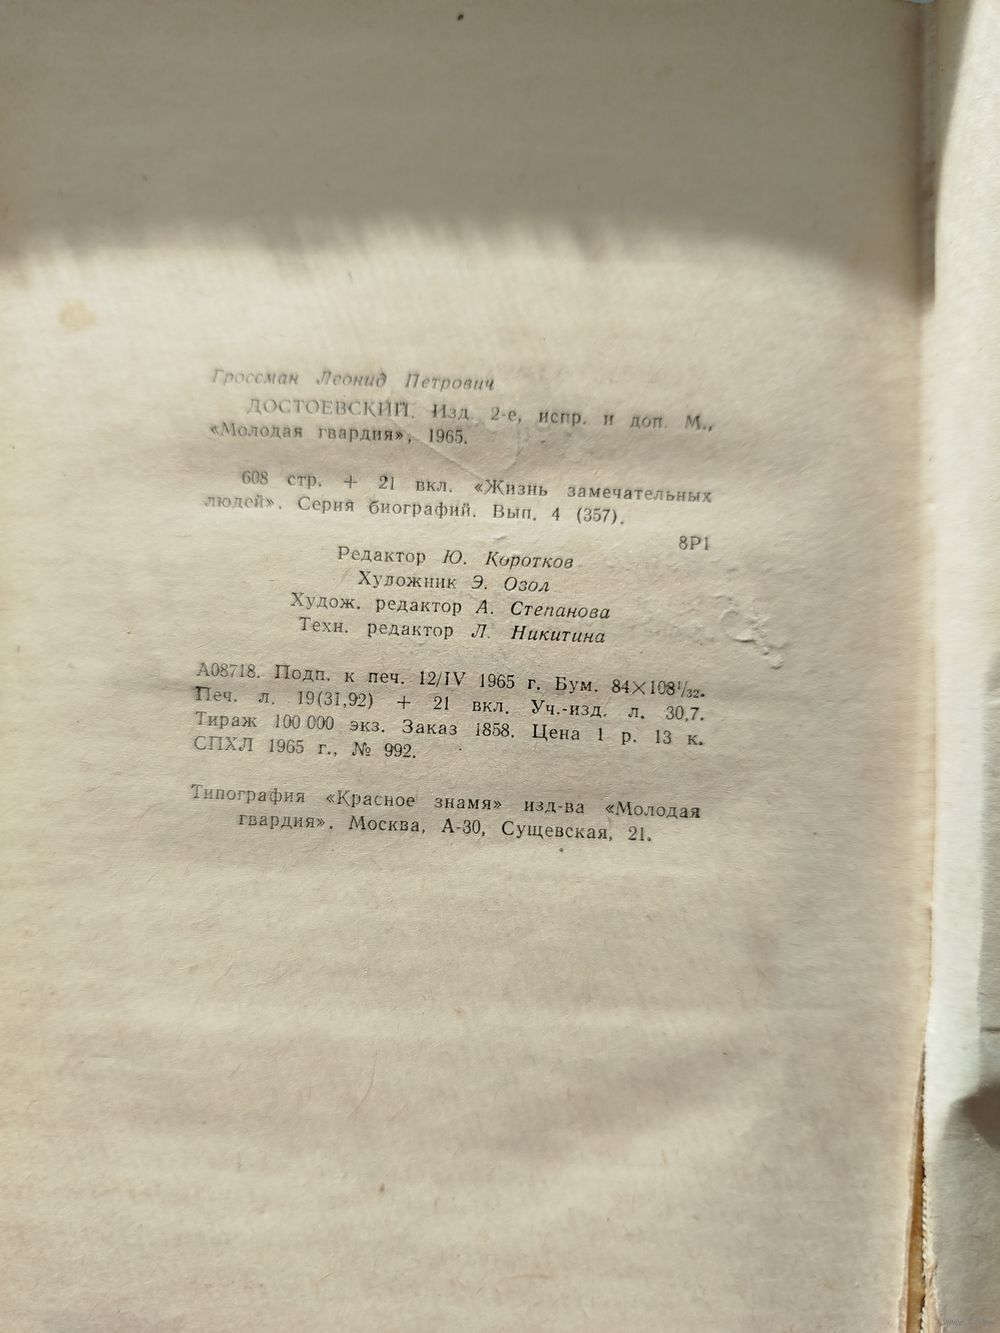 Гроссман Леонид Петрович
ДОСТОЕВСКИЙ. Изд. 2-е, испр. и доп. М.,
«Молодая гвардия», 1965.
608 стр. + 21 вкл. «Жизнь замечательных
людей». Серия биографий. Вып. 4 (357).
8Р1
Редактор Ю. Коротков
Художник Э. Озол
Худож. редактор А. Степанова
Техн. редактор Л. Никитина
А08718. Подп. к печ. 12/IV 1965 г. Бум. 84×108¹/₃₂.
Печ. л. 19(31,92) + 21 вкл. Уч.-изд. л. 30,7.
Тираж 100 000 экз. Заказ 1858. Цена 1 р. 13 к.
СПХЛ 1965 г., № 992.
Типография «Красное знамя» изд-ва «Молодая
гвардия». Москва, А-30, Сущевская, 21.